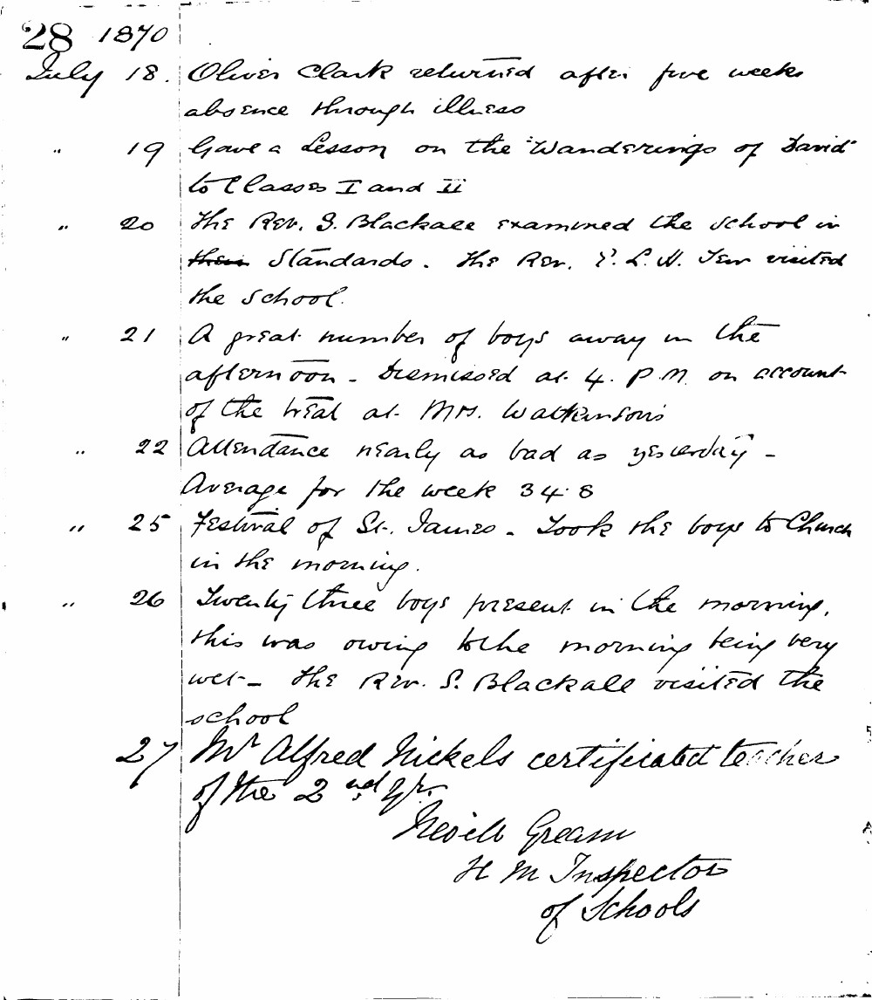 28 1870
July 18. Oliver Clark returned after five weeks
absence through illness
" 19 Gave a Lesson on the "Wanderings of David"
to Classes I and II
" 20 The Rev. S. Blackall examined the school in
their Standards. The Rev. E. L. H. Tew visited
the School.
" 21 A great number of boys away in the
afternoon - Dismissed at 4. P.M. on account
of the treat at Mrs. Watkinson's
" 22 Attendance nearly as bad as yesterday -
Average for the week 34.8
" 25 Festival of St. James - Took the boys to Church
in the morning.
" 26 Twenty three boys present in the morning,
this was owing to the morning being very
wet - The Rev. S. Blackall visited the
school
27 Mr Alfred Nickels certificated teacher
of the 2nd Gr.
Nevile Gream
H M Inspector
of Schools